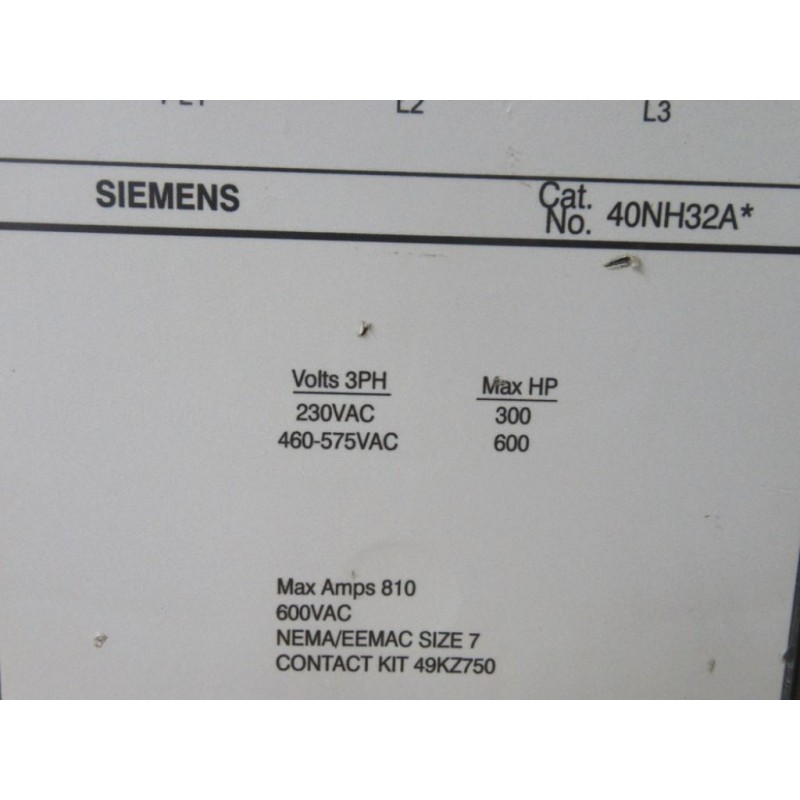 L2
L3
SIEMENS
Cat. No. 40NH32A*
Volts 3PH Max HP
230VAC 300
460-575VAC 600
Max Amps 810
600VAC
NEMA/EEMAC SIZE 7
CONTACT KIT 49KZ750